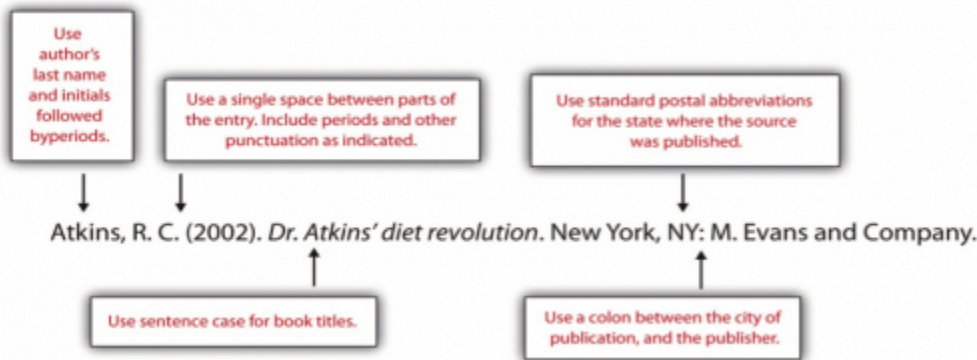 Use
author's
last name
and initials
followed
byperiods.
Use a single space between parts of
the entry. Include periods and other
punctuation as indicated.
Use standard postal abbreviations
for the state where the source
was published.
Atkins, R. C. (2002). Dr. Atkins' diet revolution. New York, NY: M. Evans and Company.
Use sentence case for book titles.
Use a colon between the city of
publication, and the publisher.